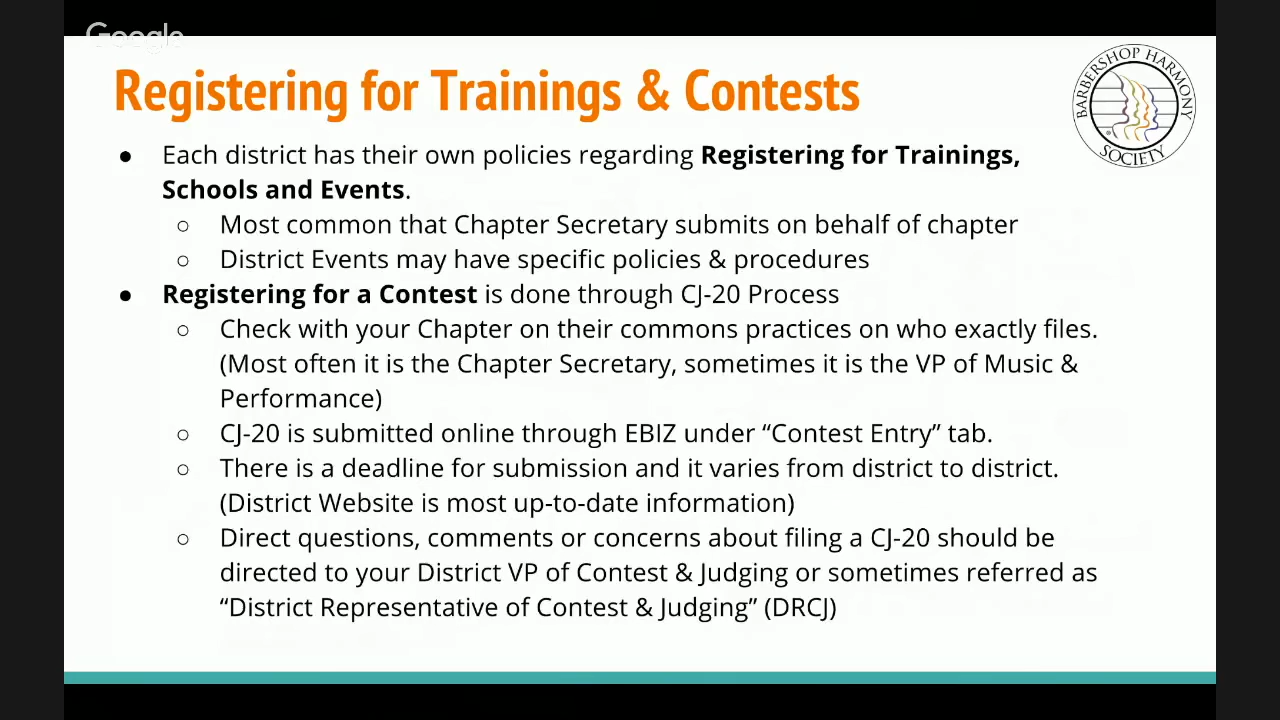 Google
Registering for Trainings & Contests
BARBERSHOP HARMONY
SOCIETY
● Each district has their own policies regarding Registering for Trainings,
Schools and Events.
○ Most common that Chapter Secretary submits on behalf of chapter
○ District Events may have specific policies & procedures
● Registering for a Contest is done through CJ-20 Process
○ Check with your Chapter on their commons practices on who exactly files.
(Most often it is the Chapter Secretary, sometimes it is the VP of Music &
Performance)
○ CJ-20 is submitted online through EBIZ under “Contest Entry” tab.
○ There is a deadline for submission and it varies from district to district.
(District Website is most up-to-date information)
○ Direct questions, comments or concerns about filing a CJ-20 should be
directed to your District VP of Contest & Judging or sometimes referred as
“District Representative of Contest & Judging” (DRCJ)